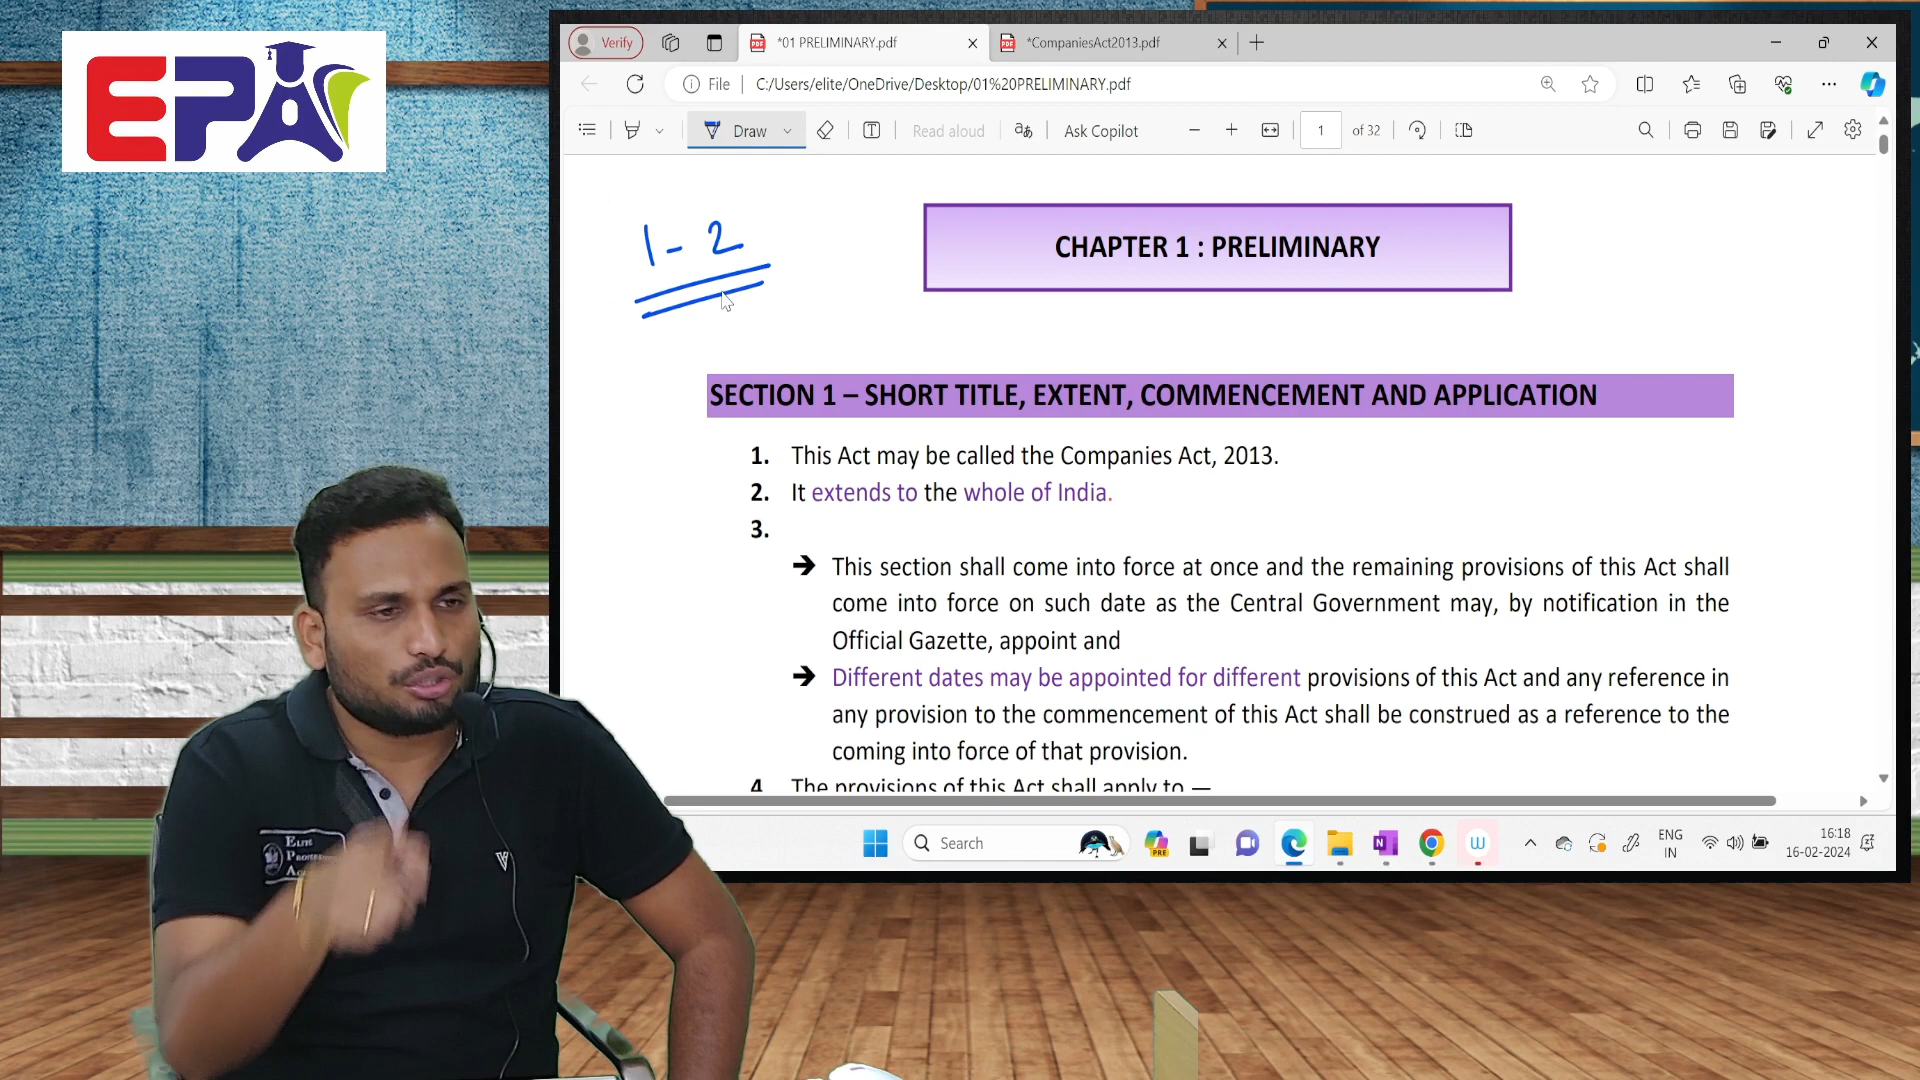 EPA
Verify
*01 PRELIMINARY.pdf
*CompaniesAct2013.pdf
File
C:/Users/elite/OneDrive/Desktop/01%20PRELIMINARY.pdf
Draw
Read aloud
aあ
Ask Copilot
1
of 32
1 - 2
CHAPTER 1 : PRELIMINARY
SECTION 1 – SHORT TITLE, EXTENT, COMMENCEMENT AND APPLICATION
1. This Act may be called the Companies Act, 2013.
2. It extends to the whole of India.
3.
➔ This section shall come into force at once and the remaining provisions of this Act shall
come into force on such date as the Central Government may, by notification in the
Official Gazette, appoint and
➔ Different dates may be appointed for different provisions of this Act and any reference in
any provision to the commencement of this Act shall be construed as a reference to the
coming into force of that provision.
4 The provisions of this Act shall apply to —
Search
PRE
N
W
ENG
IN
16:18
16-02-2024
ELITE